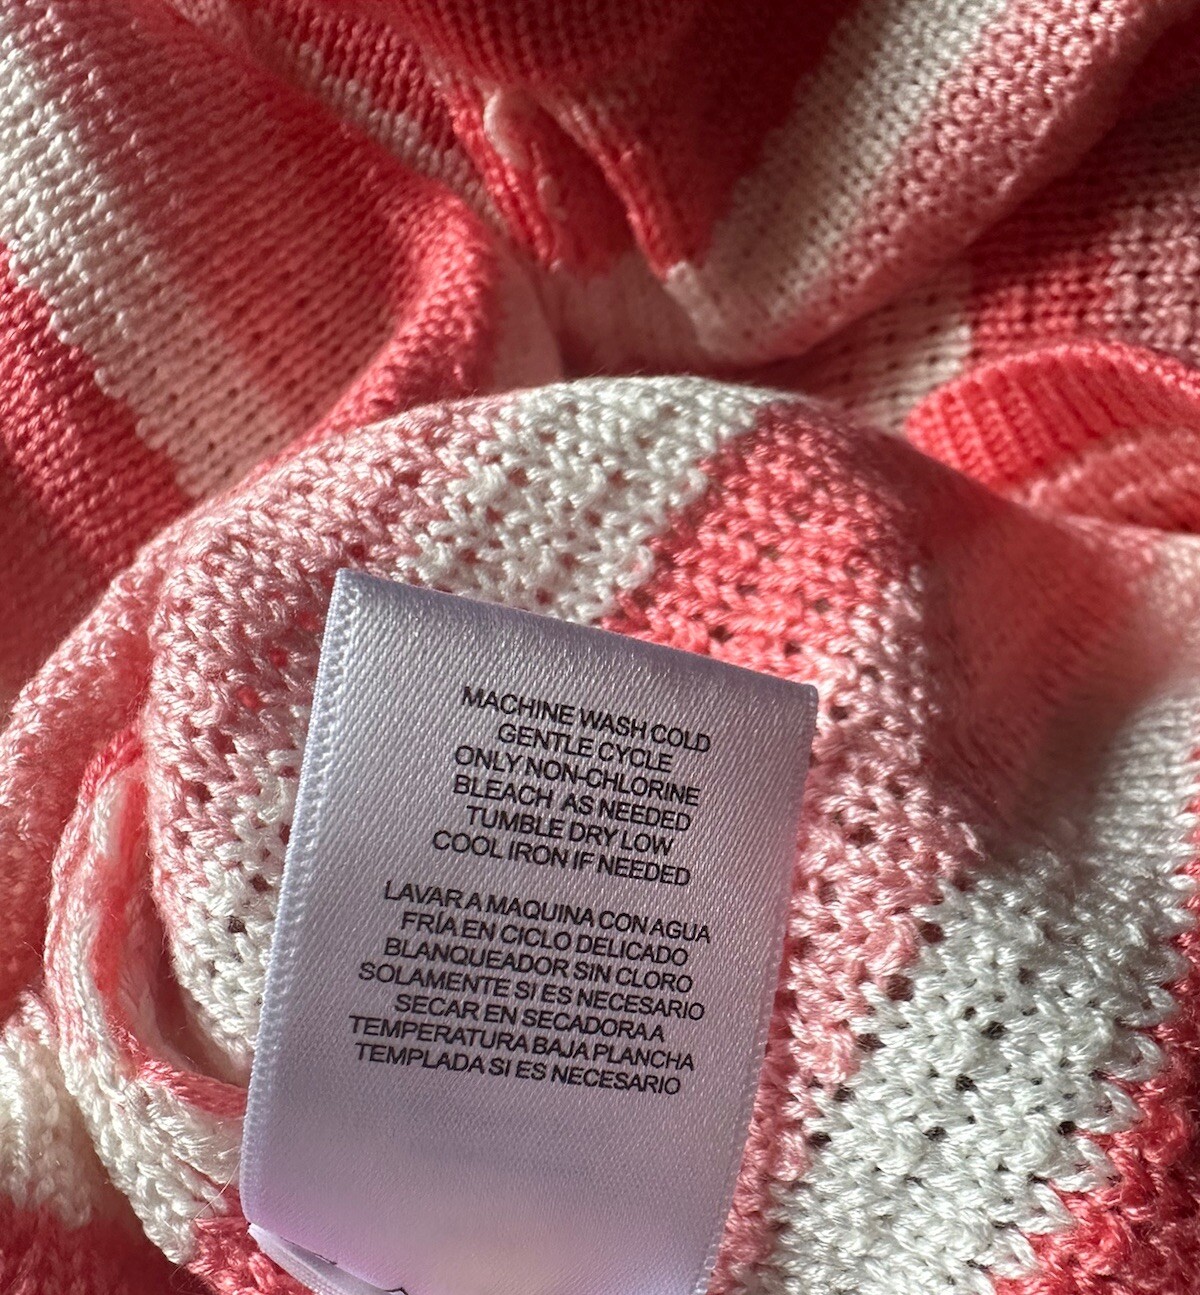 MACHINE WASH COLD
GENTLE CYCLE
ONLY NON-CHLORINE
BLEACH AS NEEDED
TUMBLE DRY LOW
COOL IRON IF NEEDED
LAVAR A MAQUINA CON AGUA
FRÍA EN CICLO DELICADO
BLANQUEADOR SIN CLORO
SOLAMENTE SI ES NECESARIO
SECAR EN SECADORA A
TEMPERATURA BAJA PLANCHA
TEMPLADA SI ES NECESARIO